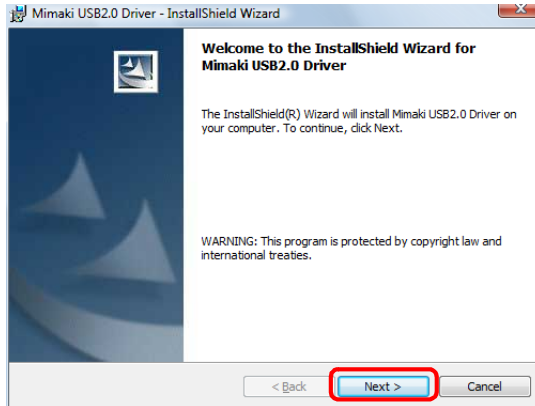 Mimaki USB2.0 Driver - InstallShield Wizard
Welcome to the InstallShield Wizard for
Mimaki USB2.0 Driver
The InstallShield(R) Wizard will install Mimaki USB2.0 Driver on
your computer. To continue, click Next.
WARNING: This program is protected by copyright law and
international treaties.
< Back
Next >
Cancel